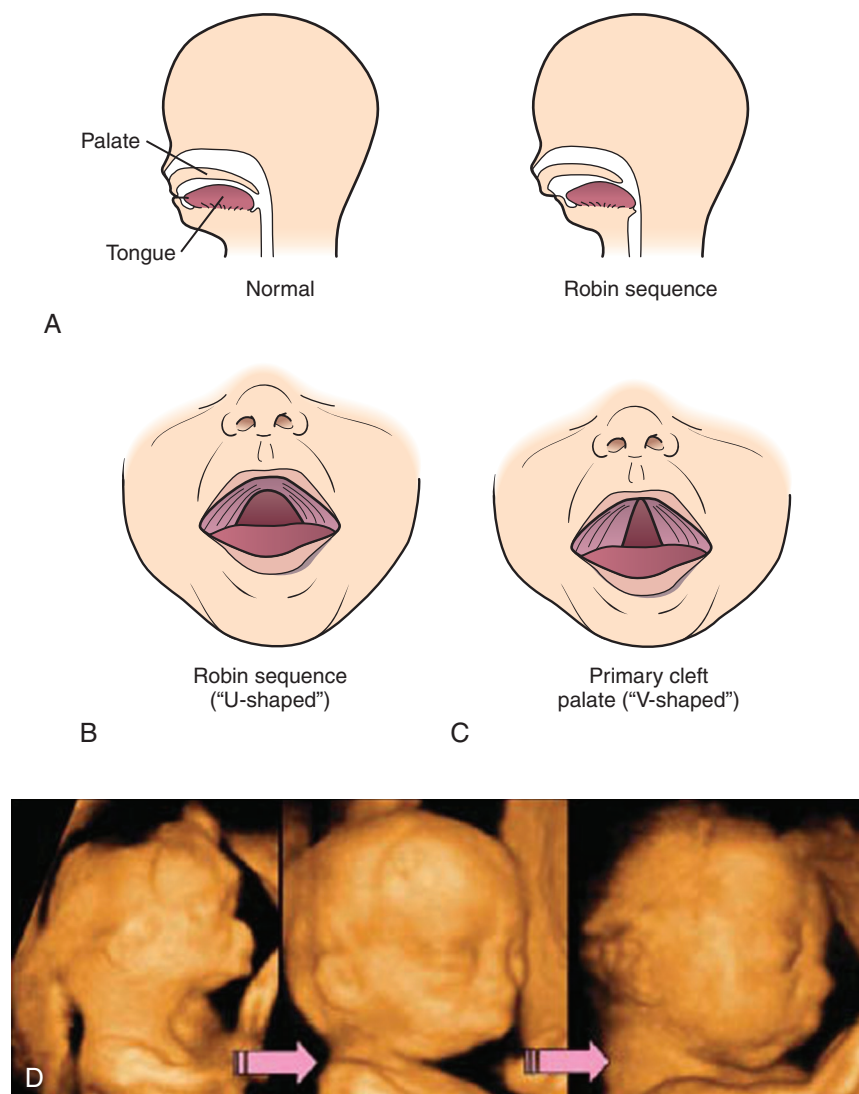 Palate
Tongue
Normal
Robin sequence
A
Robin sequence
(“U-shaped”)
Primary cleft
palate (“V-shaped”)
B
C
D